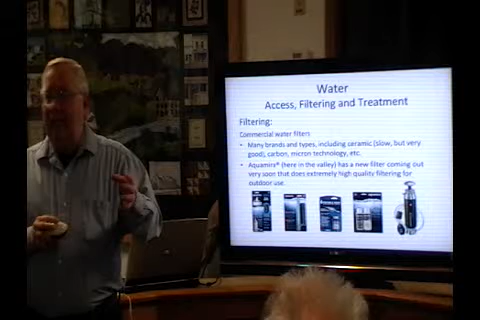 Water
Access, Filtering and Treatment
Filtering:
Commercial water filters
• Many brands and types, including ceramic (slow, but very
good), carbon, micron technology, etc.
• Aquamira® (here in the valley) has a new filter coming out
very soon that does extremely high quality filtering for
outdoor use.